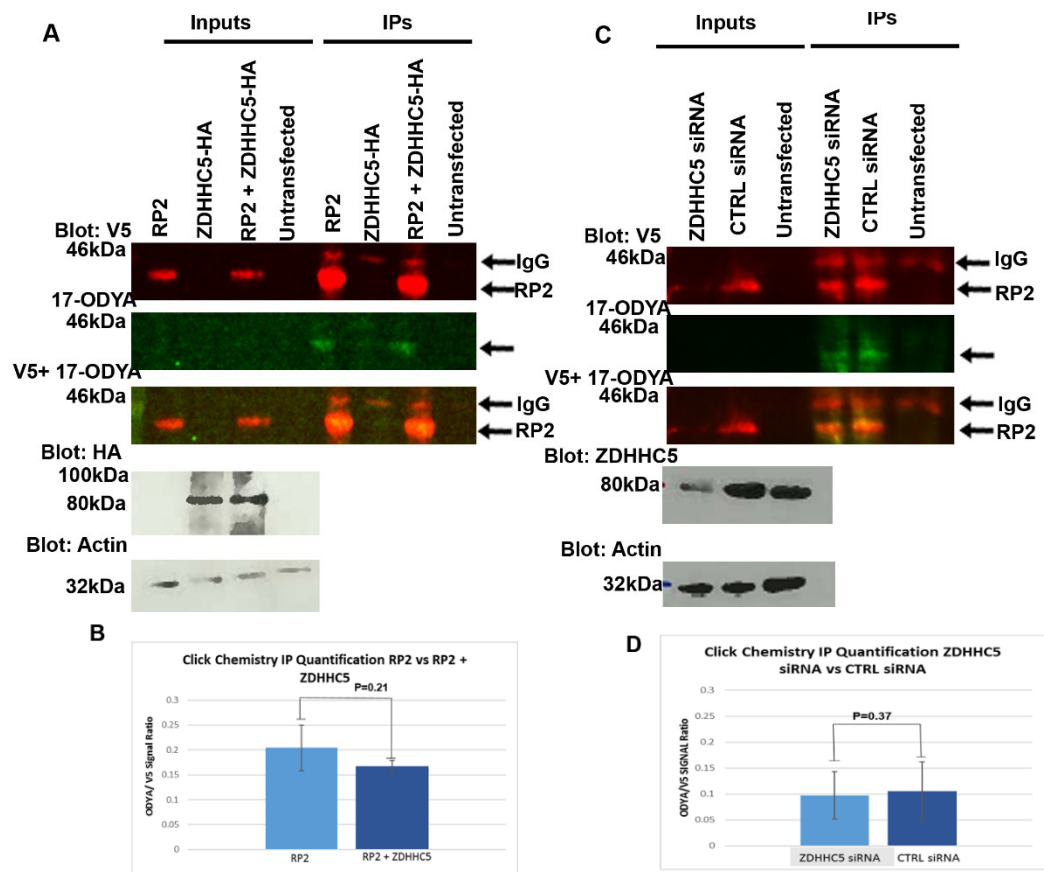 A
Inputs
IPs
RP2
ZDHHC5-HA
RP2 + ZDHHC5-HA
Untransfected
RP2
ZDHHC5-HA
RP2 + ZDHHC5-HA
Untransfected
Blot: V5
46kDa
IgG
RP2
17-ODYA
46kDa
V5+ 17-ODYA
46kDa
IgG
RP2
Blot: HA
100kDa
80kDa
Blot: Actin
32kDa
B
Click Chemistry IP Quantification RP2 vs RP2 +
ZDHHC5
P=0.21
ODYA/ V5 Signal Ratio
0.3
0.25
0.2
0.15
0.1
0.05
0
RP2
RP2 + ZDHHC5
C
Inputs
IPs
ZDHHC5 siRNA
CTRL siRNA
Untransfected
ZDHHC5 siRNA
CTRL siRNA
Untransfected
Blot: V5
46kDa
IgG
RP2
17-ODYA
46kDa
V5+ 17-ODYA
46kDa
IgG
RP2
Blot: ZDHHC5
80kDa
Blot: Actin
32kDa
D
Click Chemistry IP Quantification ZDHHC5
siRNA vs CTRL siRNA
P=0.37
ODYA/V5 SIGNAL Ratio
0.3
0.25
0.2
0.15
0.1
0.05
0
ZDHHC5 siRNA
CTRL siRNA